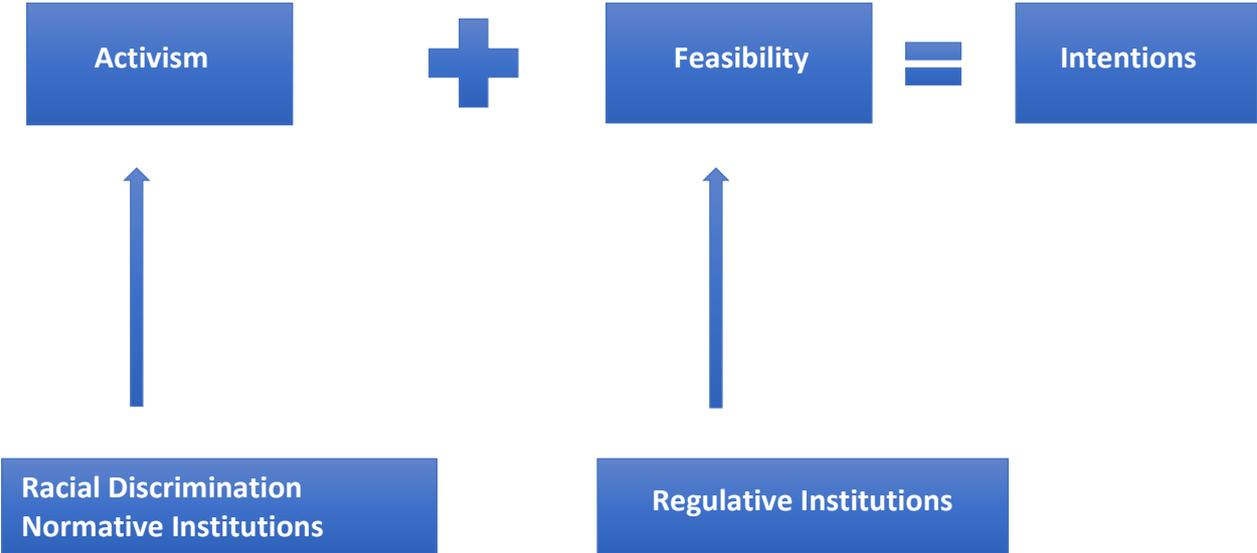 Activism
Feasibility
Intentions
Racial Discrimination
Normative Institutions
Regulative Institutions